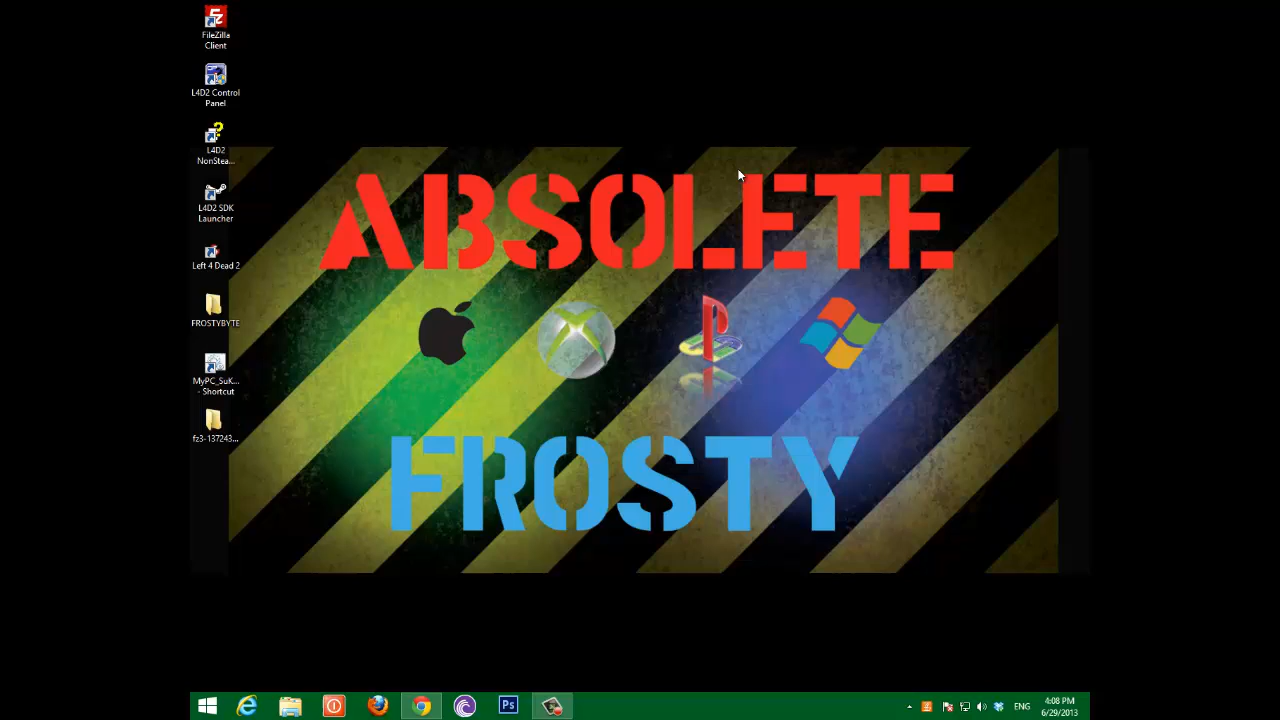 FileZilla
Client
L4D2 Control
Panel
L4D2
NonStea...
L4D2 SDK
Launcher
Left 4 Dead 2
FROSTYBYTE
MyPC_SuK...
- Shortcut
fz3-137243...
ABSOLETE
FROSTY
Ps
ENG
4:08 PM
6/29/2013